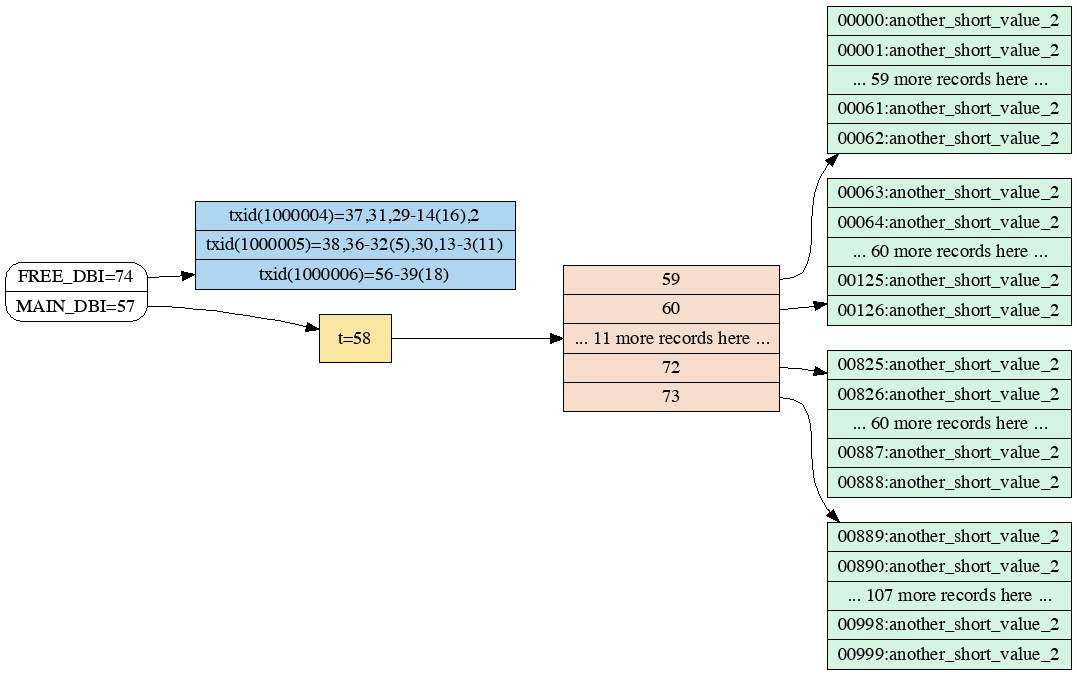 FREE_DBI=74
MAIN_DBI=57
txid(1000004)=37,31,29-14(16),2
txid(1000005)=38,36-32(5),30,13-3(11)
txid(1000006)=56-39(18)
t=58
59
60
... 11 more records here ...
72
73
00000:another_short_value_2
00001:another_short_value_2
... 59 more records here ...
00061:another_short_value_2
00062:another_short_value_2
00063:another_short_value_2
00064:another_short_value_2
... 60 more records here ...
00125:another_short_value_2
00126:another_short_value_2
00825:another_short_value_2
00826:another_short_value_2
... 60 more records here ...
00887:another_short_value_2
00888:another_short_value_2
00889:another_short_value_2
00890:another_short_value_2
... 107 more records here ...
00998:another_short_value_2
00999:another_short_value_2